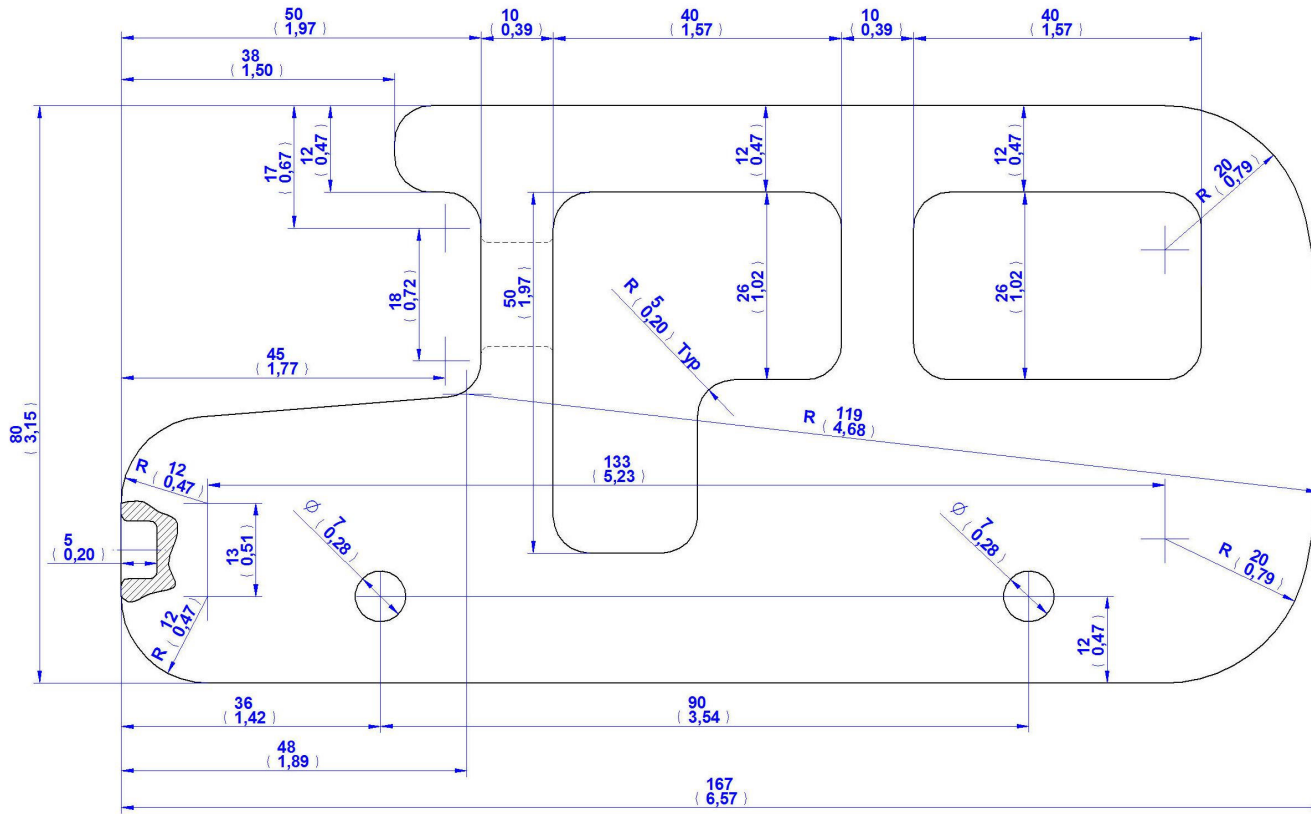 50
( 1,97 )
10
( 0,39 )
40
( 1,57 )
10
( 0,39 )
40
( 1,57 )
38
( 1,50 )
17
( 0,67 )
12
( 0,47 )
12
( 0,47 )
12
( 0,47 )
R 20
( 0,79 )
18
( 0,72 )
50
( 1,97 )
R 5
( 0,20 ) Typ
26
( 1,02 )
26
( 1,02 )
45
( 1,77 )
80
( 3,15 )
R 119
( 4,68 )
R 12
( 0,47 )
133
( 5,23 )
5
( 0,20 )
13
( 0,51 )
Ø 7
( 0,28 )
Ø 7
( 0,28 )
R 20
( 0,79 )
R 12
( 0,47 )
12
( 0,47 )
36
( 1,42 )
90
( 3,54 )
48
( 1,89 )
167
( 6,57 )